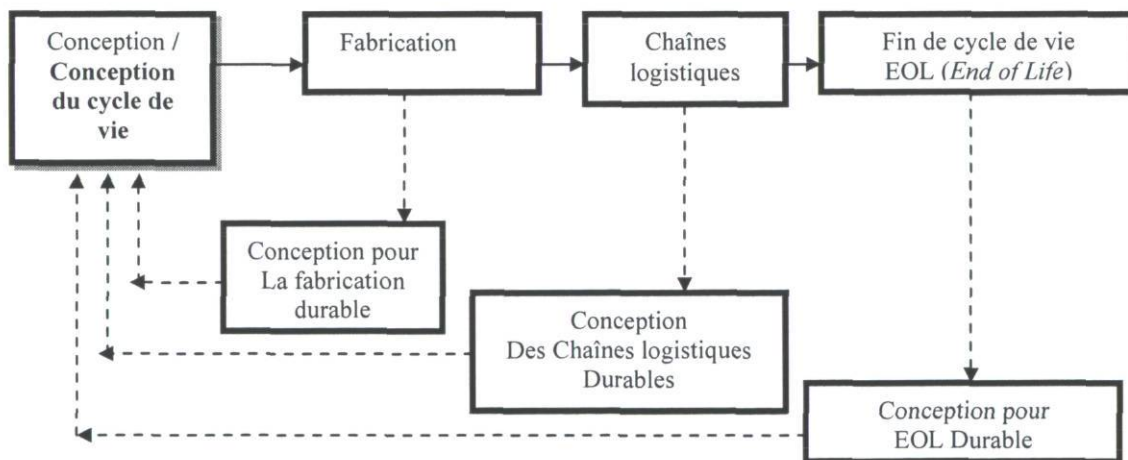 Conception /
Conception
du cycle de
vie
Fabrication
Chaînes
logistiques
Fin de cycle de vie
EOL (End of Life)
Conception pour
La fabrication
durable
Conception
Des Chaînes logistiques
Durables
Conception pour
EOL Durable